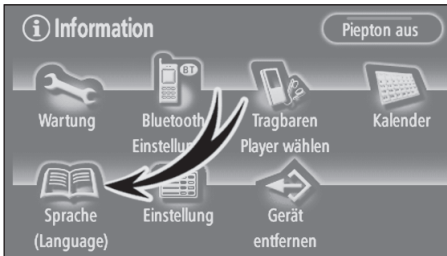 i Information
Piepton aus
BT
Wartung
Bluetooth
Tragbaren
Kalender
Player wählen
Sprache
Einstellung
Gerät
(Language)
entfernen